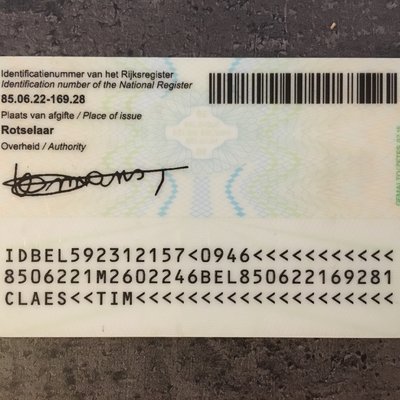 Identificatienummer van het Rijksregister
Identification number of the National Register
85.06.22-169.28
Plaats van afgifte / Place of issue
Rotselaar
Overheid / Authority
IDBEL592312157<0946<<<<<<<<<<<
8506221M2602246BEL850622169281
CLAES<<TIM<<<<<<<<<<<<<<<<<<<<